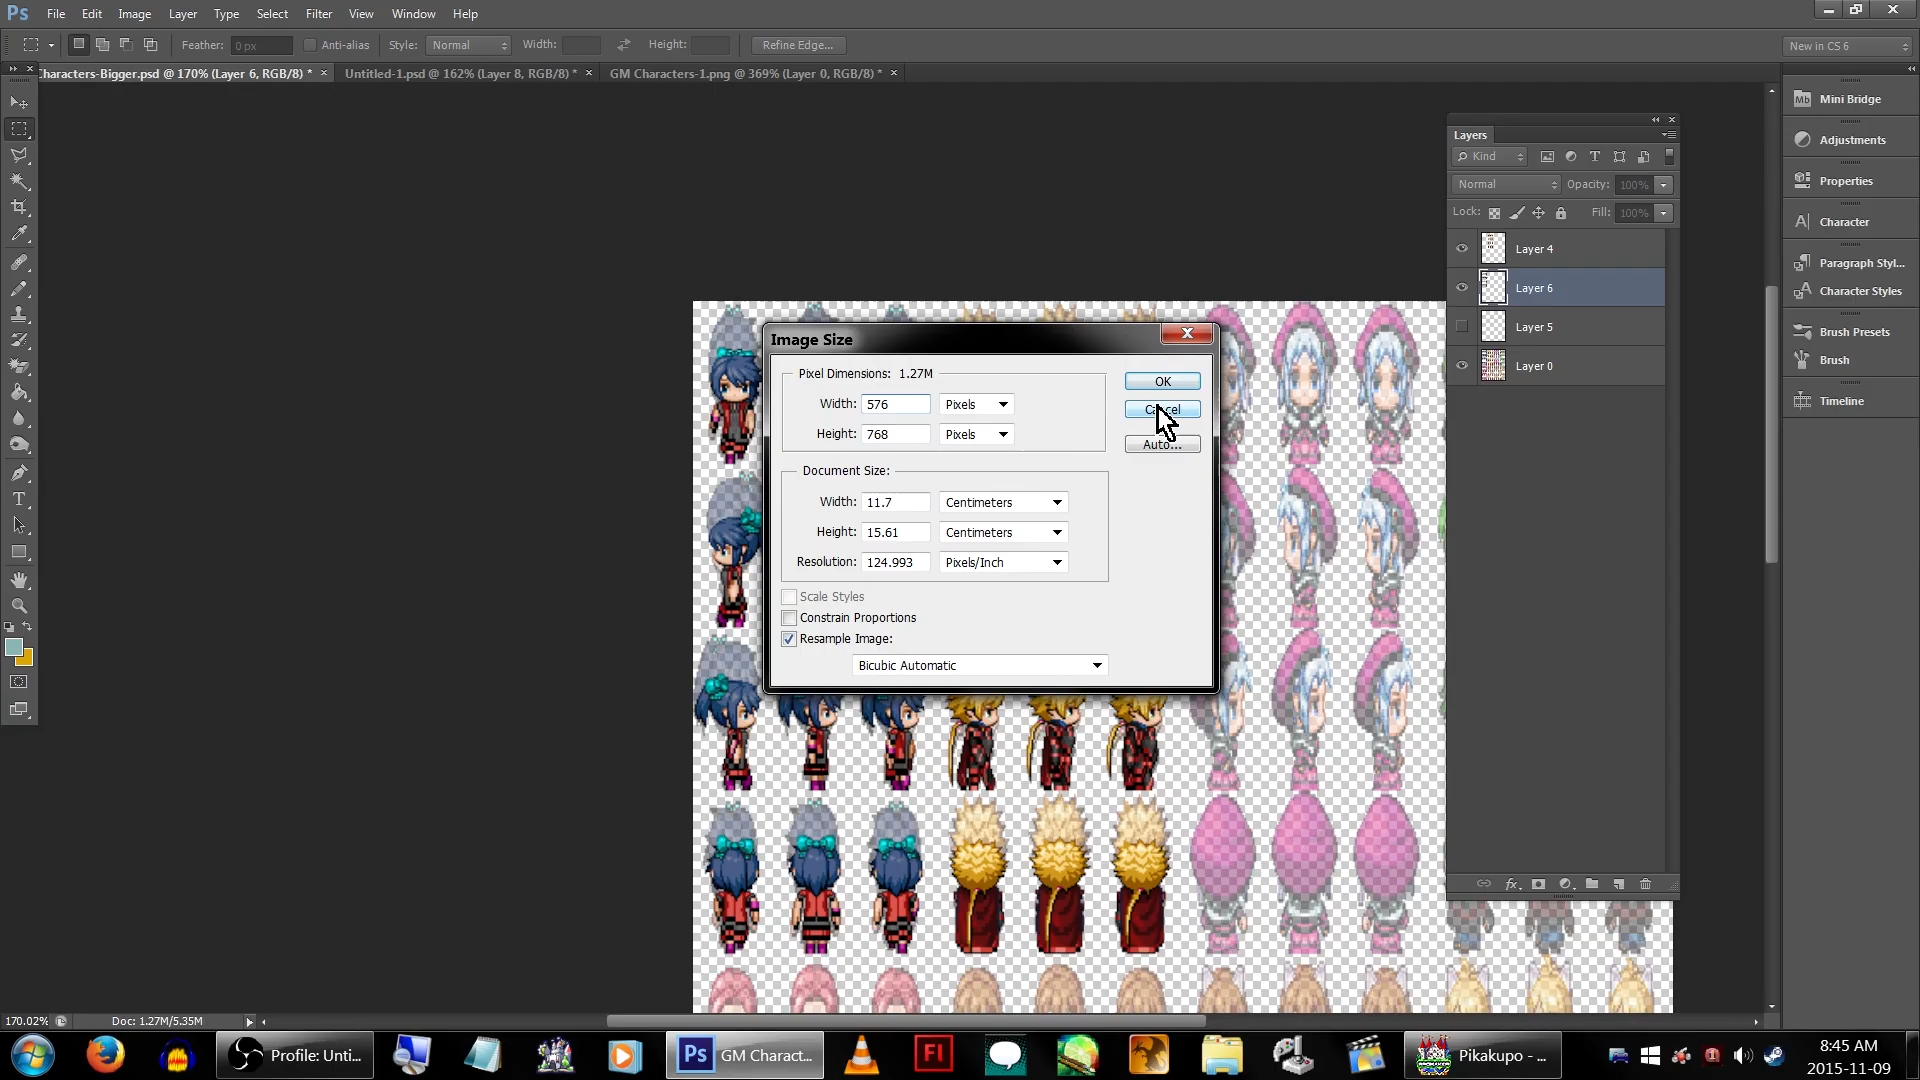 Ps File Edit Image Layer Type Select Filter View Window Help
Feather: 0 px Anti-alias Style: Normal Width: Height: Refine Edge... New in CS 6
Characters-Bigger.psd @ 170% (Layer 6, RGB/8) * × Untitled-1.psd @ 162% (Layer 8, RGB/8) * × GM Characters-1.png @ 369% (Layer 0, RGB/8) * ×
Mb Mini Bridge
Adjustments
Properties
Character
Paragraph Styl...
Character Styles
Brush Presets
Brush
Timeline
Layers
Kind
Normal Opacity: 100%
Lock: Fill: 100%
Layer 4
Layer 6
Layer 5
Layer 0
Image Size
Pixel Dimensions: 1.27M
Width: 576 Pixels
Height: 768 Pixels
OK
Cancel
Auto...
Document Size:
Width: 11.7 Centimeters
Height: 15.61 Centimeters
Resolution: 124.993 Pixels/Inch
Scale Styles
Constrain Proportions
Resample Image:
Bicubic Automatic
170.02% Doc: 1.27M/5.35M
Profile: Unti... Ps GM Charact... Fl Pikakupo - ...
8:45 AM
2015-11-09